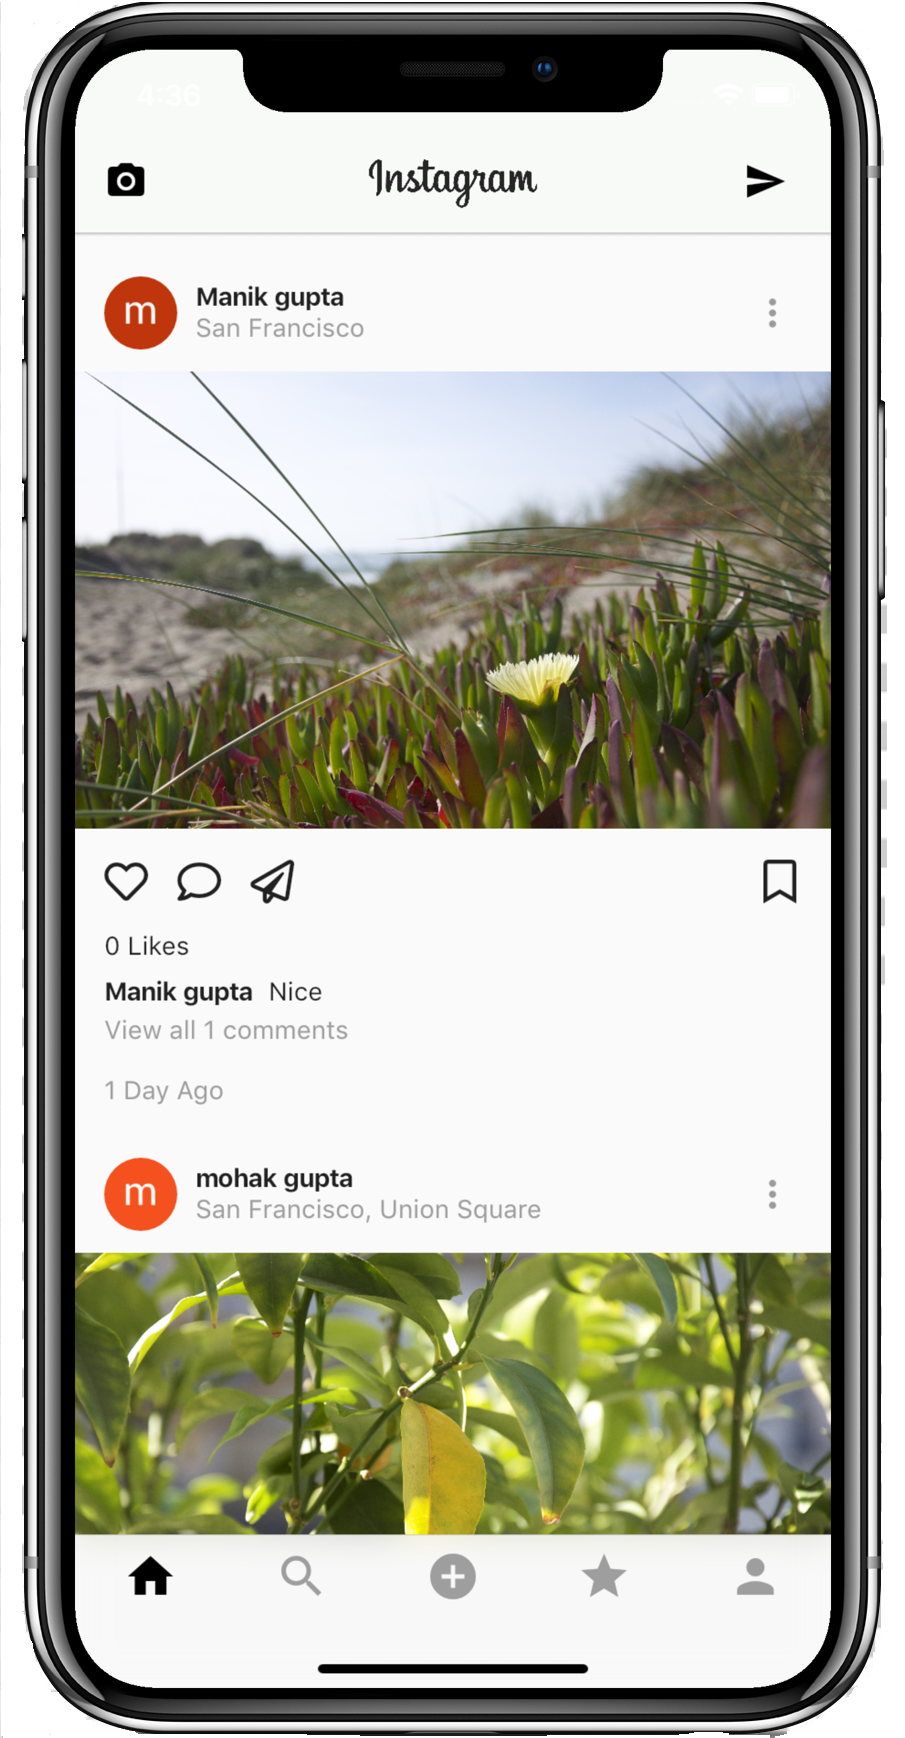 4:36
Instagram
m
Manik gupta
San Francisco
0 Likes
Manik gupta Nice
View all 1 comments
1 Day Ago
m
mohak gupta
San Francisco, Union Square